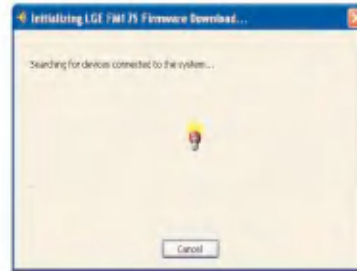 Initializing LGE FM175 Firmware Download...
Searching for devices connected to the system...
Cancel